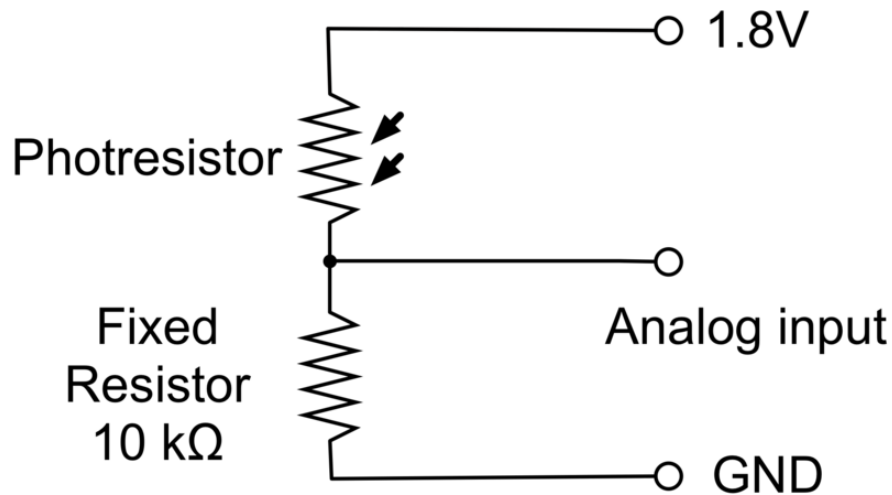 1.8V
Photresistor
Fixed
Resistor
10 kΩ
Analog input
GND